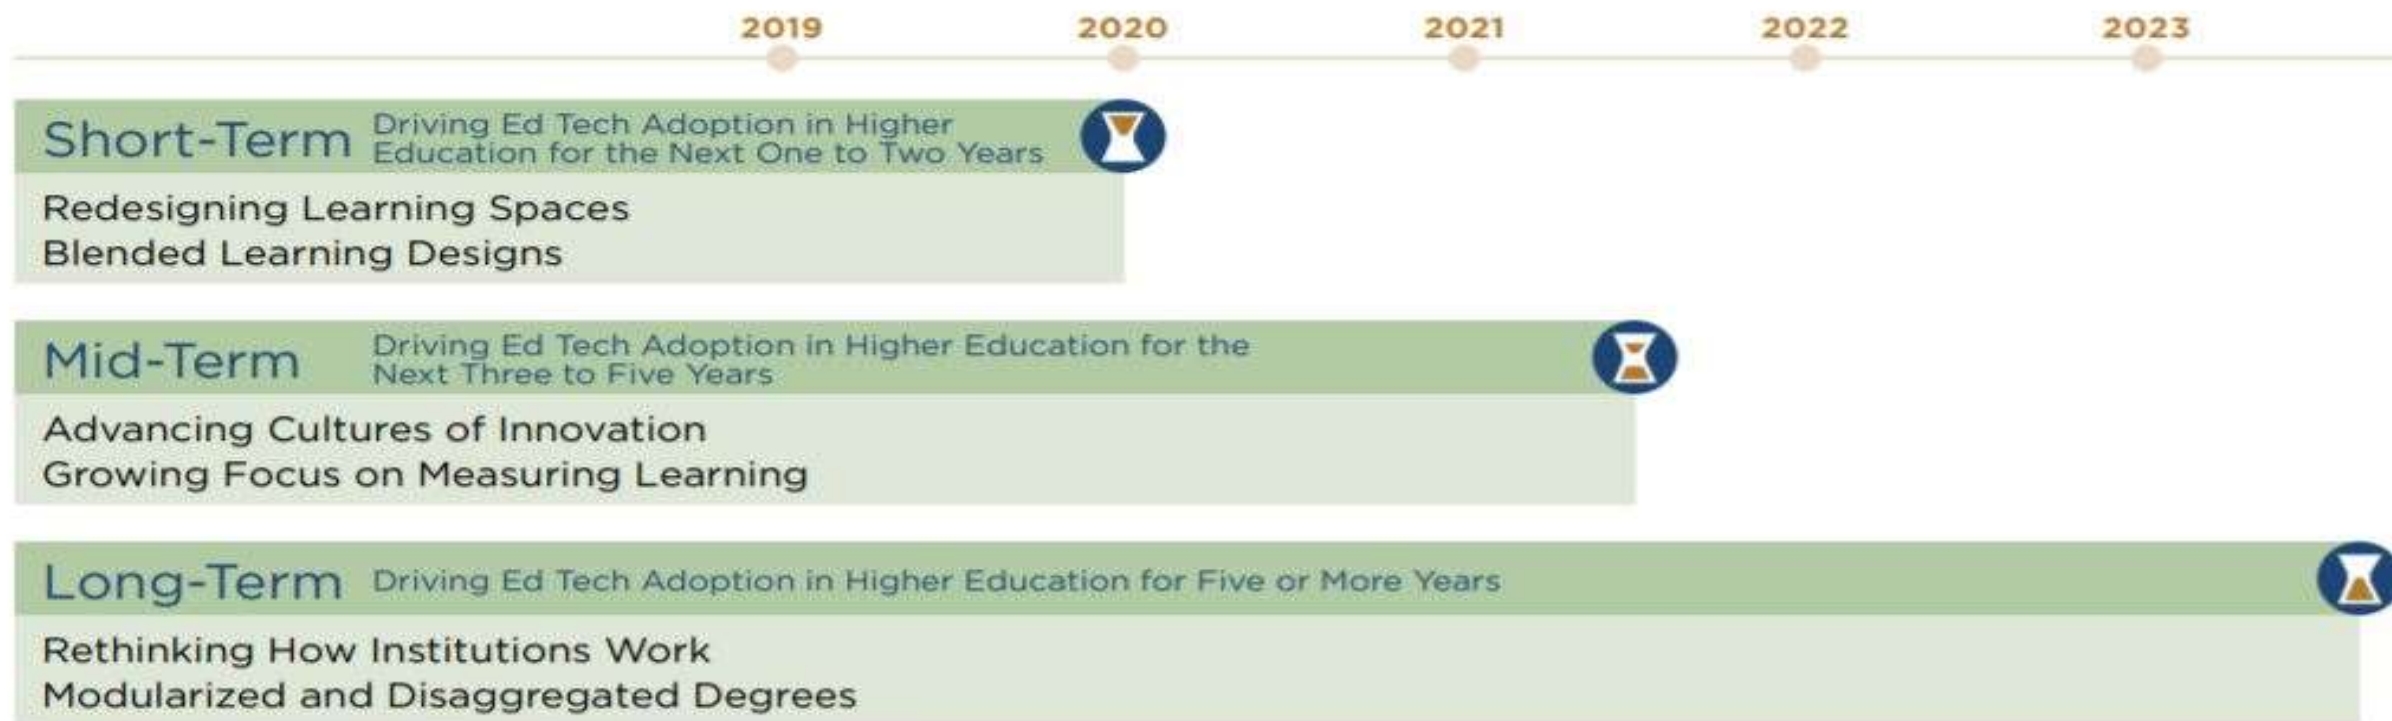 2019 2020 2021 2022 2023
Short-Term
Driving Ed Tech Adoption in Higher
Education for the Next One to Two Years
Redesigning Learning Spaces
Blended Learning Designs
Mid-Term
Driving Ed Tech Adoption in Higher Education for the
Next Three to Five Years
Advancing Cultures of Innovation
Growing Focus on Measuring Learning
Long-Term Driving Ed Tech Adoption in Higher Education for Five or More Years
Rethinking How Institutions Work
Modularized and Disaggregated Degrees